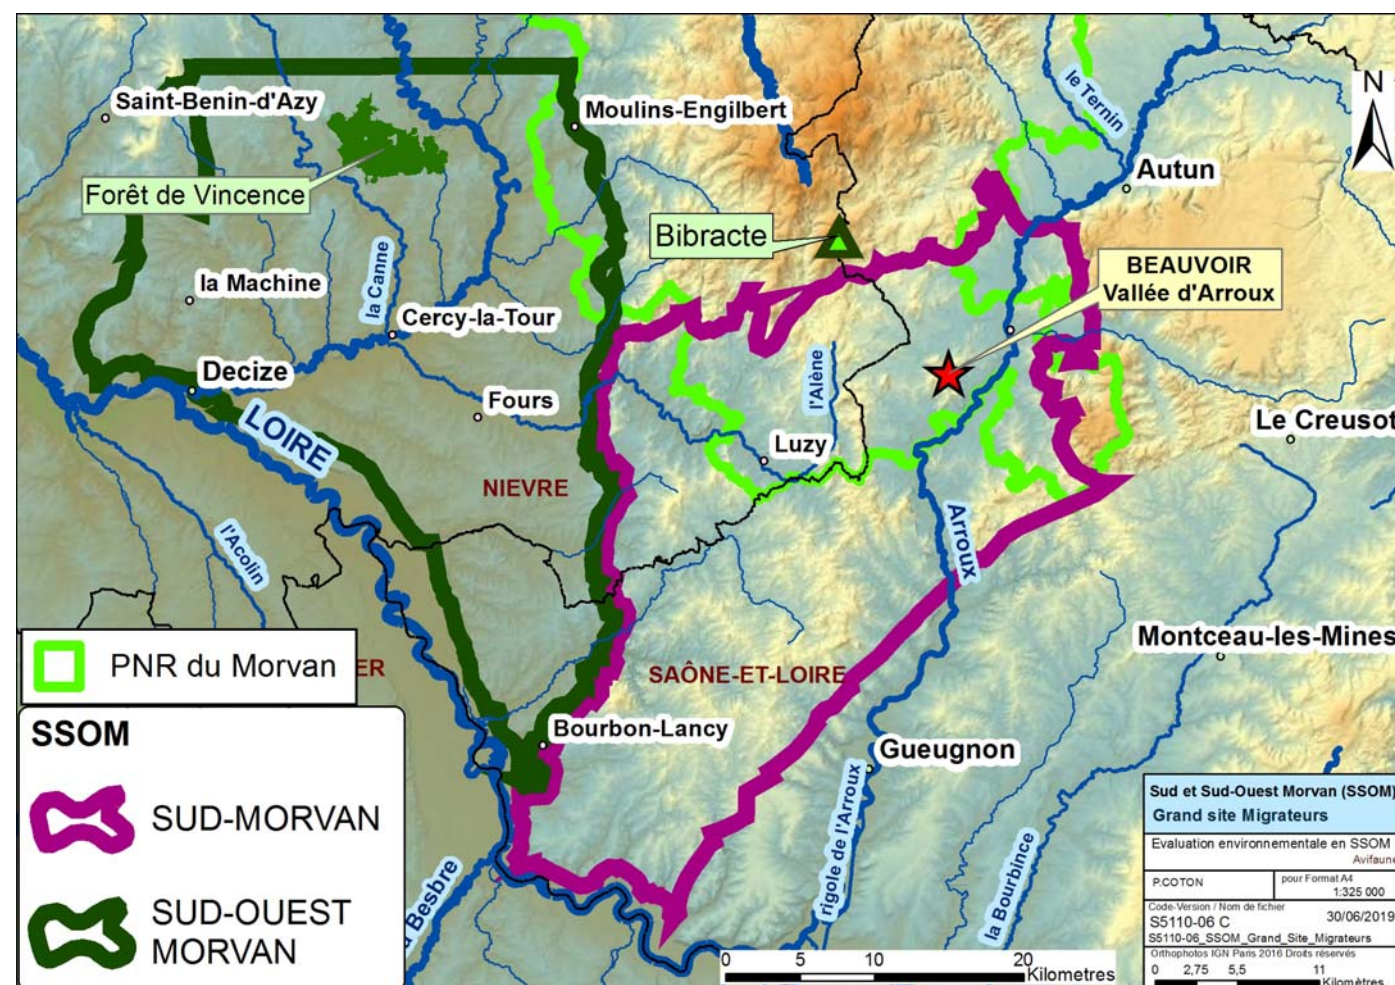 Saint-Benin-d'Azy
Moulins-Engilbert
le Ternin
N
Autun
Forêt de Vincence
Bibracte
BEAUVOIR
Vallée d'Arroux
la Machine
la Canne
Cercy-la-Tour
Decize
Fours
l'Alène
Le Creusot
LOIRE
Luzy
NIEVRE
l'Acolin
Arroux
Montceau-les-Mines
PNR du Morvan
ER
SAÔNE-ET-LOIRE
SSOM
Bourbon-Lancy
Gueugnon
SUD-MORVAN
SUD-OUEST
MORVAN
a Besbre
rigole de l'Arroux
la Bourbince
0 5 10 20
Kilometres
Sud et Sud-Ouest Morvan (SSOM)
Grand site Migrateurs
Evaluation environnementale en SSOM
Avifaune
P.COTON
pour Format A4
1:325 000
Code-Version / Nom de fichier
S5110-06 C
30/06/2019
S5110-06_SSOM_Grand_Site_Migrateurs
Orthophotos IGN Paris 2016 Droits réservés
0 2,75 5,5 11
Kilomètres